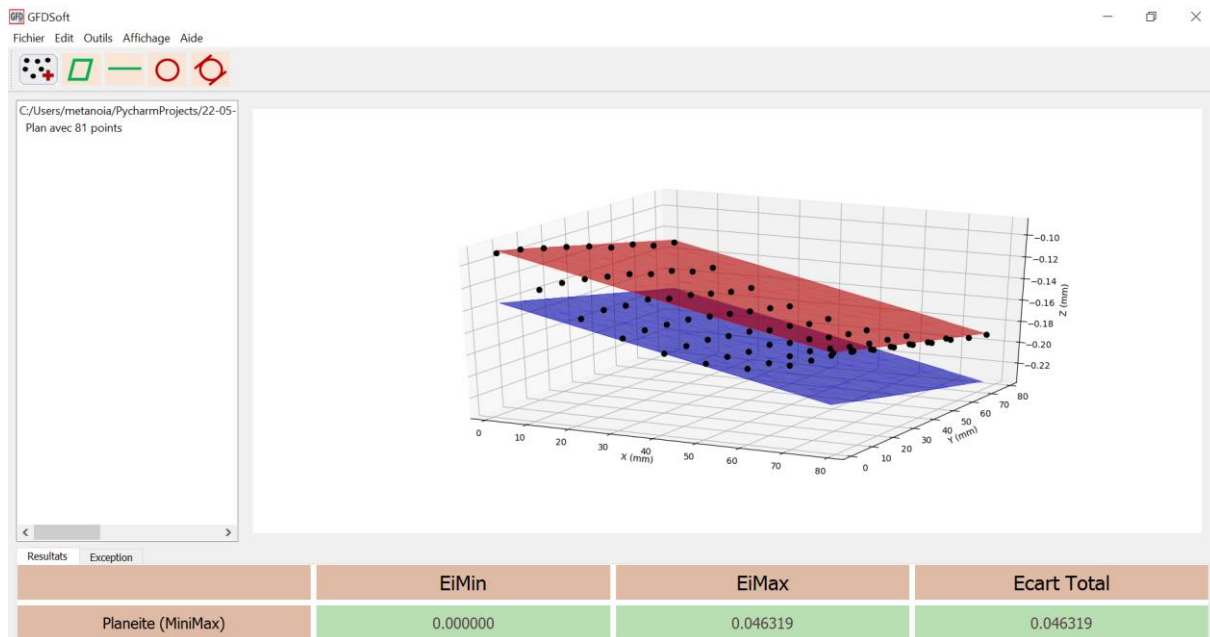 GFD GFDSoft
Fichier Edit Outils Affichage Aide
C:/Users/metanoia/PycharmProjects/22-05-
Plan avec 81 points
−0.10
−0.12
−0.14
−0.16
−0.18
−0.20
−0.22
Z (mm)
0 10 20 30 40 50 60 70 80
X (mm)
0 10 20 30 40 50 60 70 80
Y (mm)
Resultats Exception
EiMin EiMax Ecart Total
Planeite (MiniMax) 0.000000 0.046319 0.046319